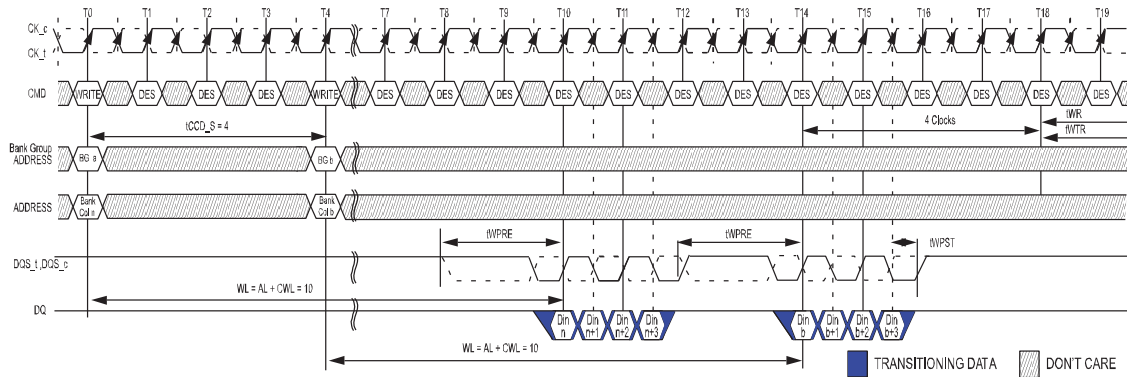 T0 T1 T2 T3 T4 T7 T8 T9 T10 T11 T12 T13 T14 T15 T16 T17 T18 T19
CK_c
CK_t
CMD WRITE DES DES DES WRITE DES DES DES DES DES DES DES DES DES DES DES DES DES
tCCD_S = 4 4 Clocks tWR
tWTR
Bank Group
ADDRESS BG a BG b
ADDRESS Bank Col n Bank Col b
tWPRE tWPRE tWPST
DQS_t ,DQS_c
WL = AL + CWL = 10
DQ Din n Din n+1 Din n+2 Din n+3 Din b Din b+1 Din b+2 Din b+3
WL = AL + CWL = 10
TRANSITIONING DATA DON'T CARE